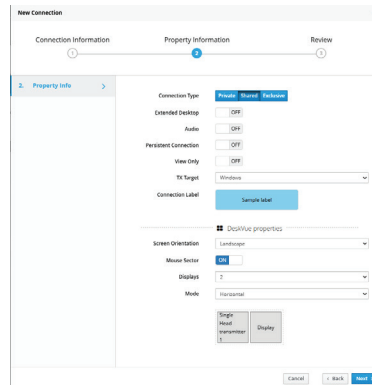 New Connection
Connection Information
Property Information
Review
1
2
3
2. Property Info
Connection Type
Private Shared Exclusive
Extended Desktop
OFF
Audio
OFF
Persistent Connection
OFF
View Only
OFF
TX Target
Windows
Connection Label
Sample label
DeskVue properties
Screen Orientation
Landscape
Mouse Sector
ON
Displays
2
Mode
Horizontal
Single
Head
transmitter
1
Display
Cancel
< Back
Next